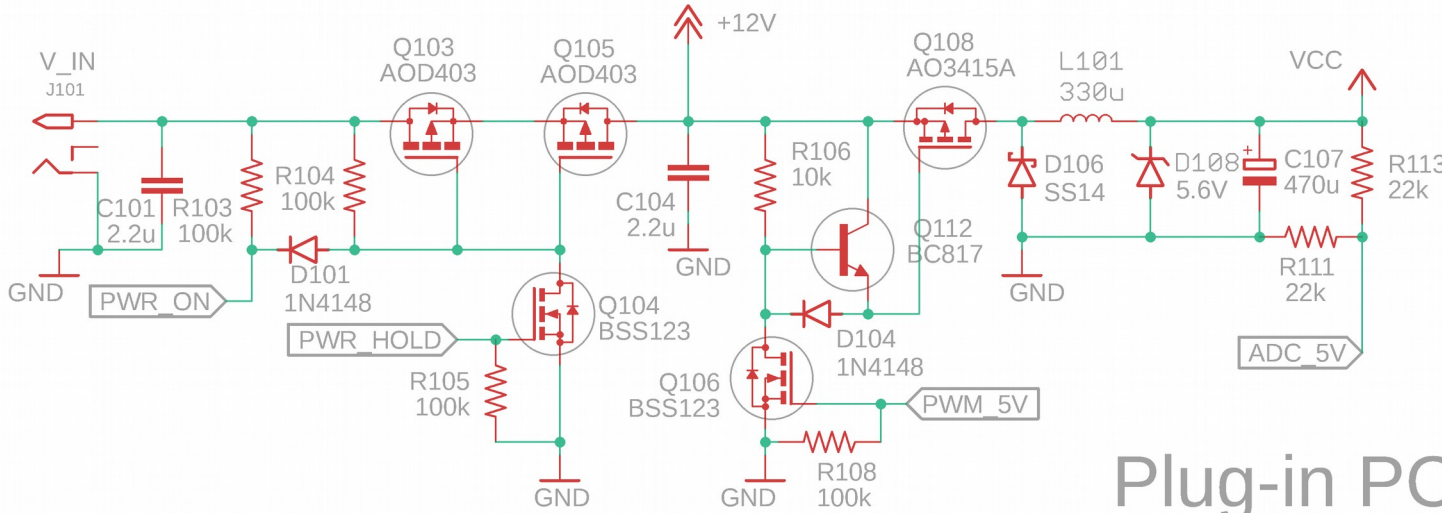 V_IN
J101
C101
2.2u
GND
R103
100k
R104
100k
D101
1N4148
PWR_ON
Q103
AOD403
Q105
AOD403
PWR_HOLD
R105
100k
Q104
BSS123
GND
+12V
C104
2.2u
GND
R106
10k
Q112
BC817
D104
1N4148
Q106
BSS123
PWM_5V
R108
100k
GND
Q108
AO3415A
L101
330u
D106
SS14
GND
D108
5.6V
+
C107
470u
VCC
R113
22k
R111
22k
ADC_5V
Plug-in PC